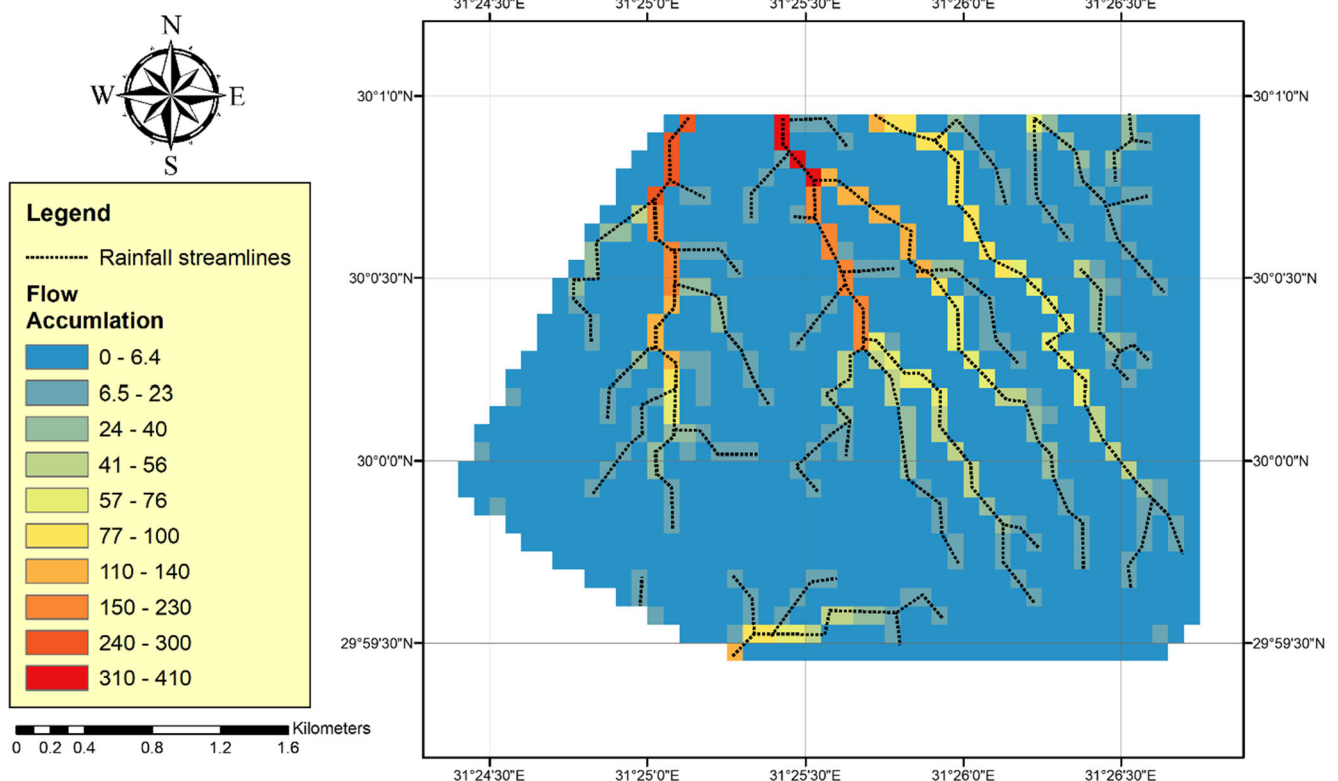 31°24'30"E 31°25'0"E 31°25'30"E 31°26'0"E 31°26'30"E
N
W E
S
30°1'0"N 30°1'0"N
30°0'30"N 30°0'30"N
30°0'0"N 30°0'0"N
29°59'30"N 29°59'30"N
Legend
Rainfall streamlines
Flow
Accumlation
0 - 6.4
6.5 - 23
24 - 40
41 - 56
57 - 76
77 - 100
110 - 140
150 - 230
240 - 300
310 - 410
Kilometers
0 0.2 0.4 0.8 1.2 1.6
31°24'30"E 31°25'0"E 31°25'30"E 31°26'0"E 31°26'30"E